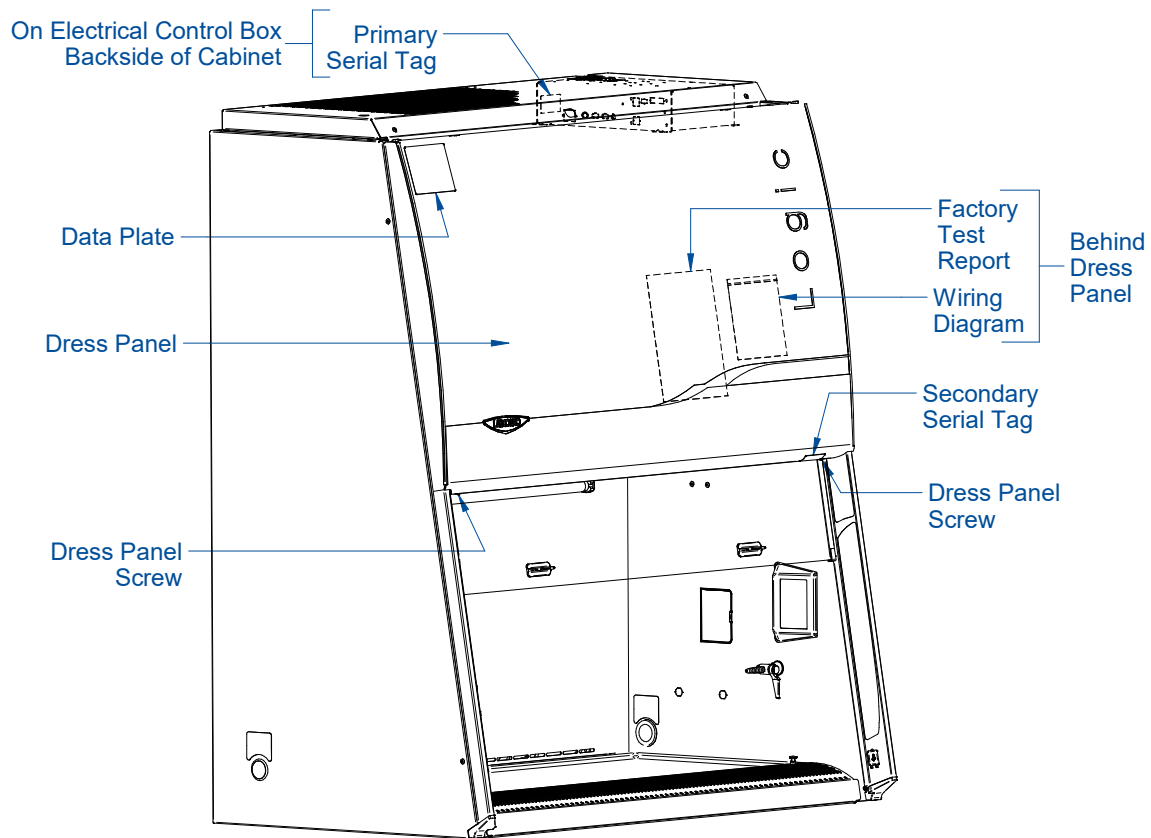 On Electrical Control Box
Backside of Cabinet
Primary
Serial Tag
Data Plate
Factory
Test
Report
Behind
Dress
Panel
Wiring
Diagram
Dress Panel
Secondary
Serial Tag
Dress Panel
Screw
Dress Panel
Screw